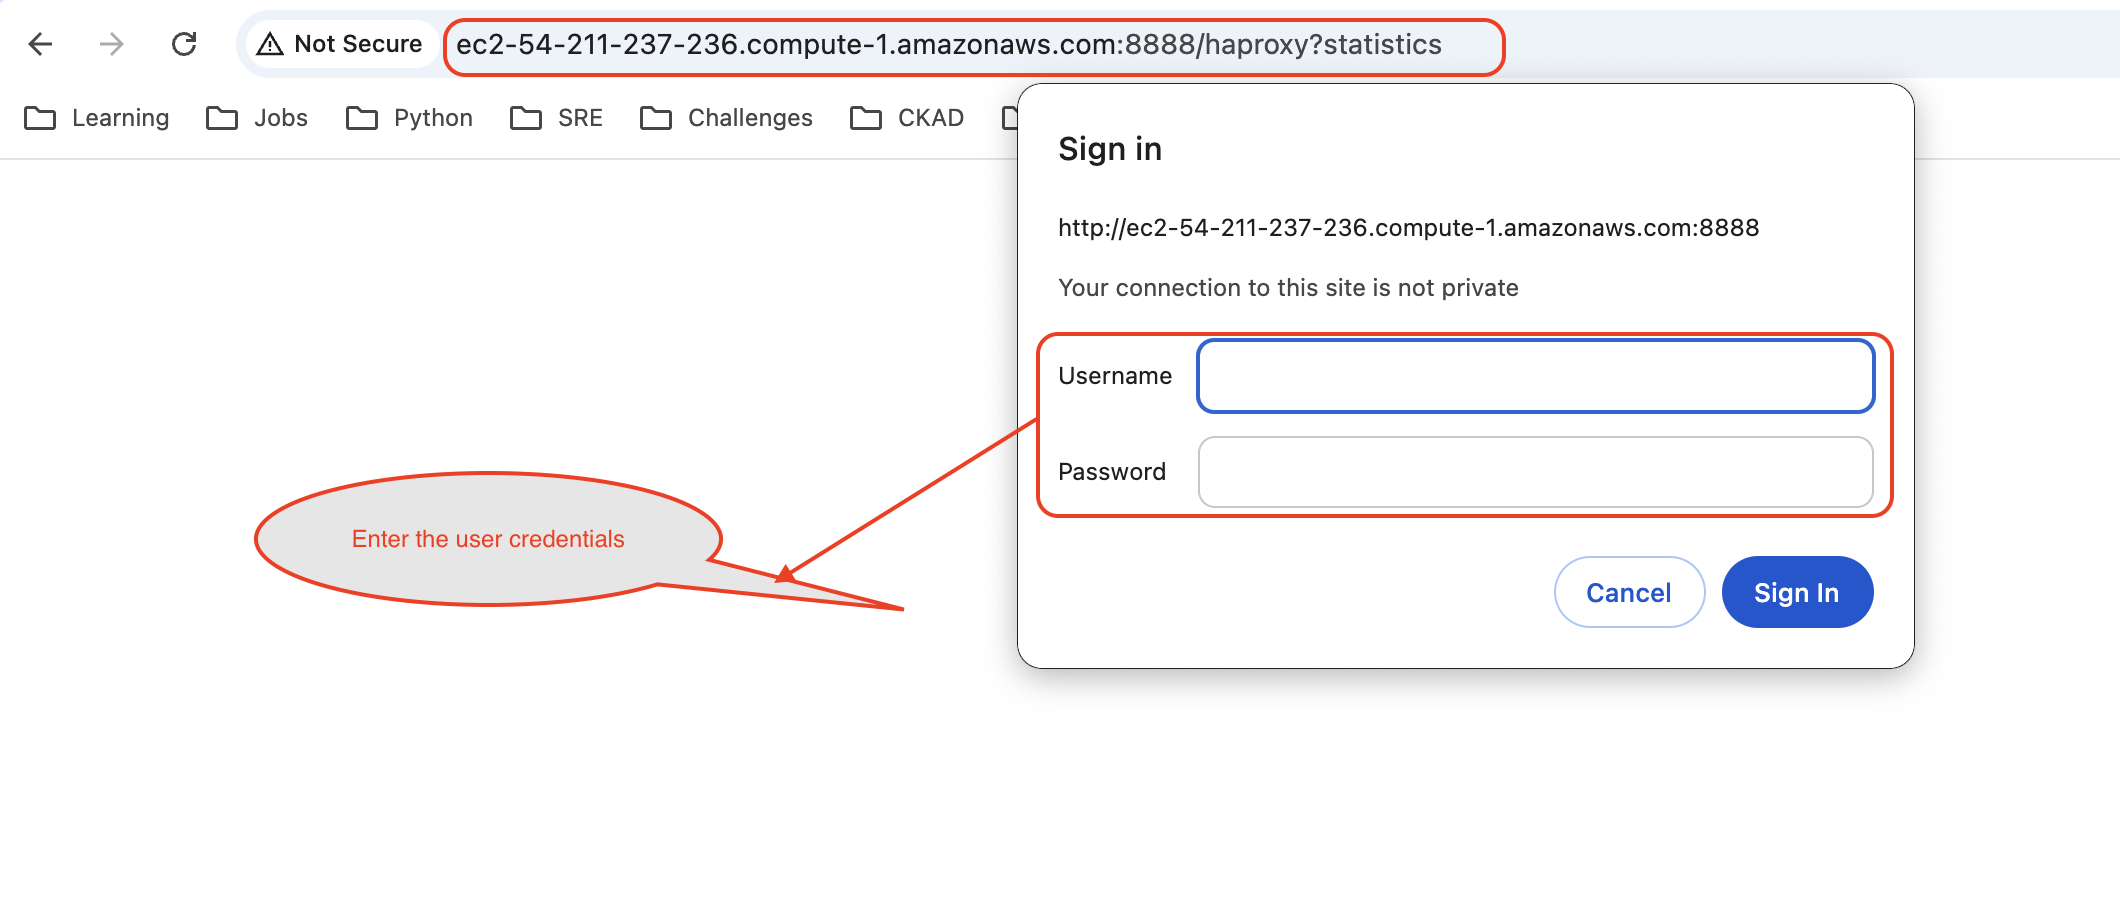 Not Secure ec2-54-211-237-236.compute-1.amazonaws.com:8888/haproxy?statistics
Learning Jobs Python SRE Challenges CKAD
Sign in
http://ec2-54-211-237-236.compute-1.amazonaws.com:8888
Your connection to this site is not private
Username
Password
Enter the user credentials
Cancel Sign In